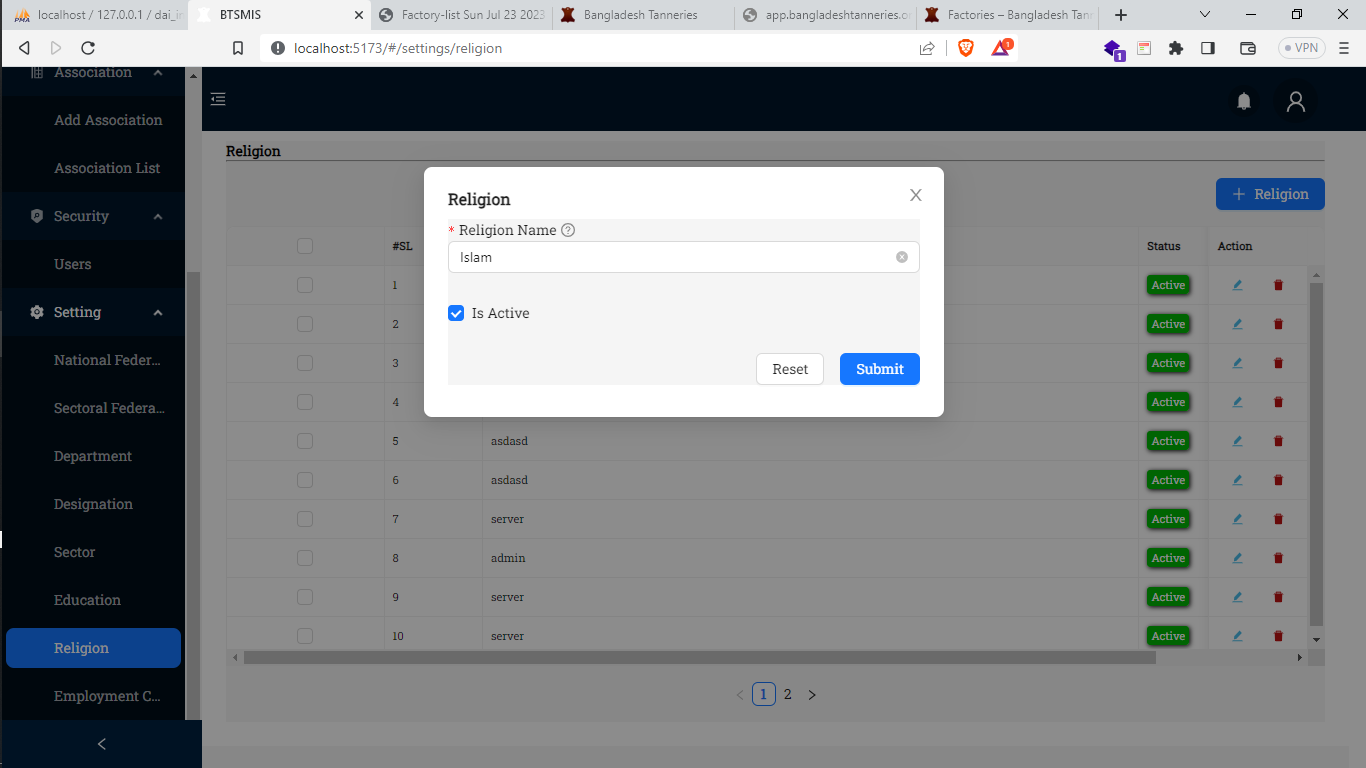 localhost / 127.0.0.1 / dai_in
BTSMIS
Factory-list Sun Jul 23 2023
Bangladesh Tanneries
app.bangladeshtanneries.o
Factories – Bangladesh Tan
localhost:5173/#/settings/religion
1
1
VPN
Association
Add Association
Association List
Security
Users
Setting
National Feder...
Sectoral Federa...
Department
Designation
Sector
Education
Religion
Employment C...
Religion
+ Religion
#SL
Status
Action
1
Active
2
Active
3
Active
4
Active
5
asdasd
Active
6
asdasd
Active
7
server
Active
8
admin
Active
9
server
Active
10
server
Active
1
2
Religion
* Religion Name
Islam
Is Active
Reset
Submit